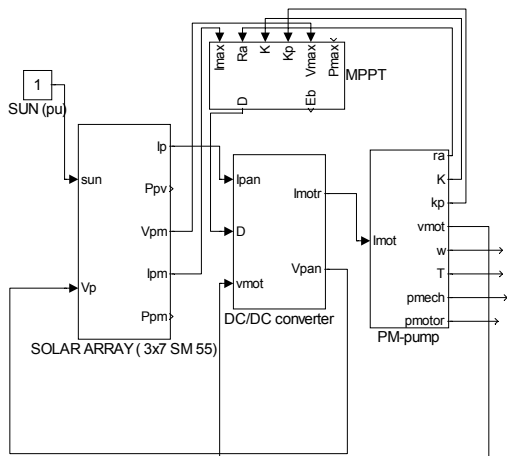 Imax
Ra
K
Kp
Vmax
Pmax
MPPT
D
Eb
1
SUN (pu)
sun
Vp
Ip
Ppv
Vpm
Ipm
Ppm
SOLAR ARRAY ( 3x7 SM 55)
Ipan
D
vmot
Imotr
Vpan
DC/DC converter
Imot
ra
K
kp
vmot
w
T
pmech
pmotor
PM-pump